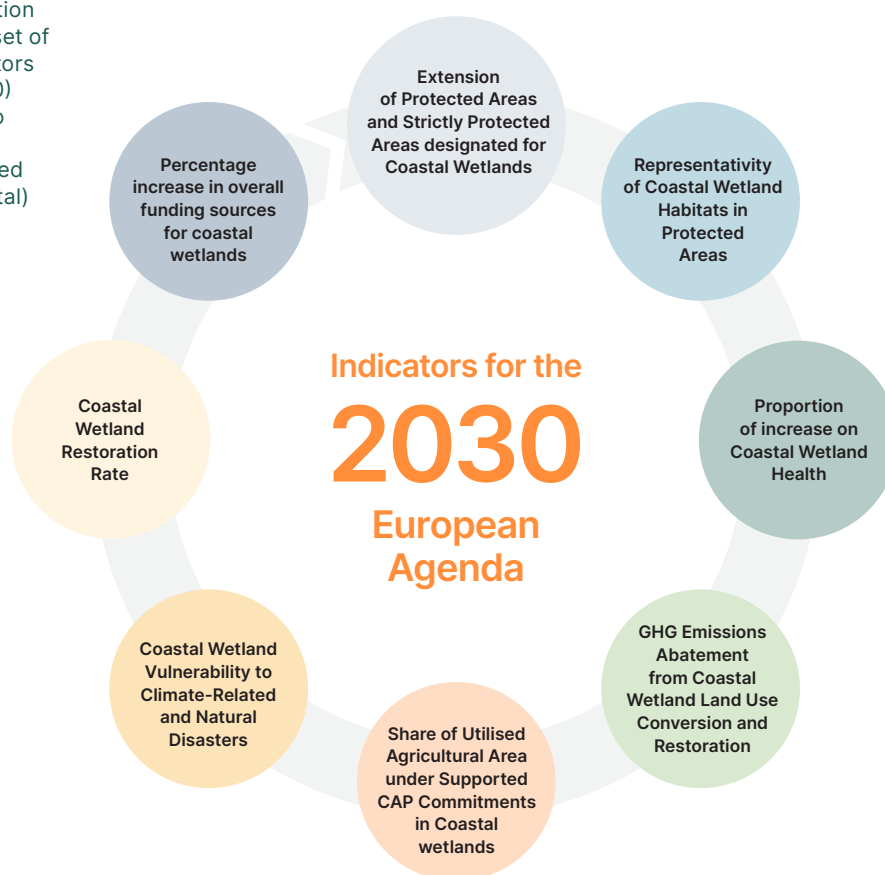 tion
set of
tors
0)
o
ed
tal)
Extension
of Protected Areas
and Strictly Protected
Areas designated for
Coastal Wetlands
Representativity
of Coastal Wetland
Habitats in
Protected
Areas
Proportion
of increase on
Coastal Wetland
Health
GHG Emissions
Abatement
from Coastal
Wetland Land Use
Conversion and
Restoration
Share of Utilised
Agricultural Area
under Supported
CAP Commitments
in Coastal
wetlands
Coastal Wetland
Vulnerability to
Climate-Related
and Natural
Disasters
Coastal
Wetland
Restoration
Rate
Percentage
increase in overall
funding sources
for coastal
wetlands
Indicators for the
2030
European
Agenda